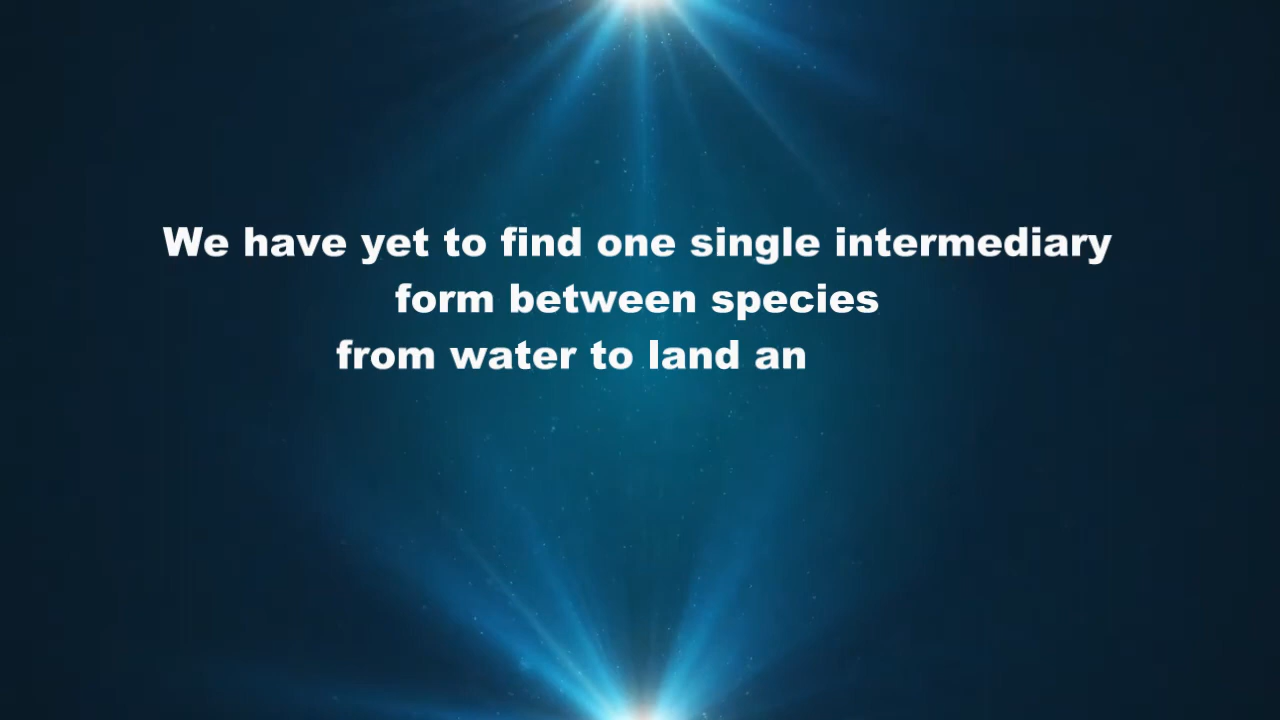 We have yet to find one single intermediary
form between species
from water to land an